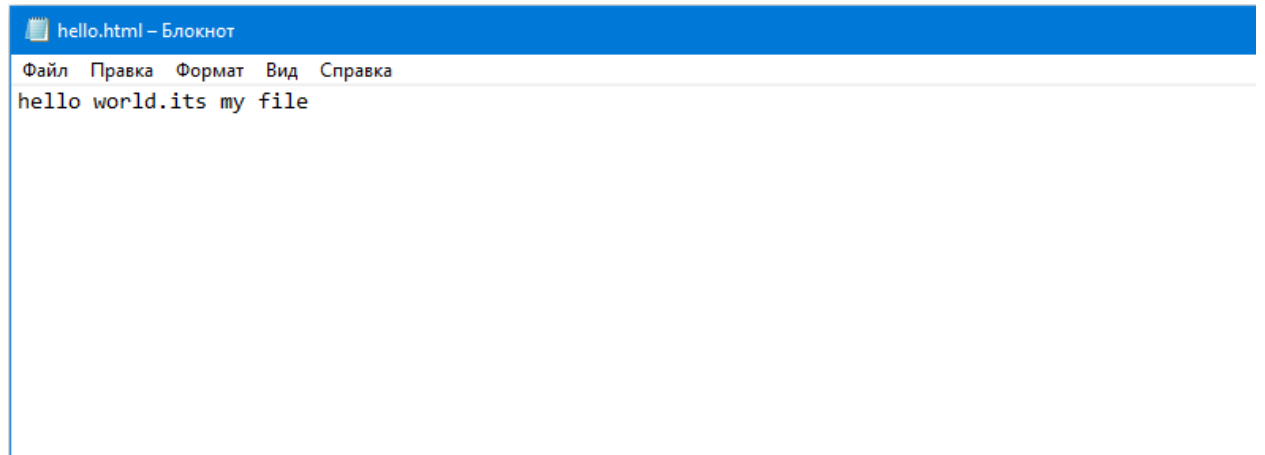 hello.html – Блокнот
Файл Правка Формат Вид Справка
hello world.its my file